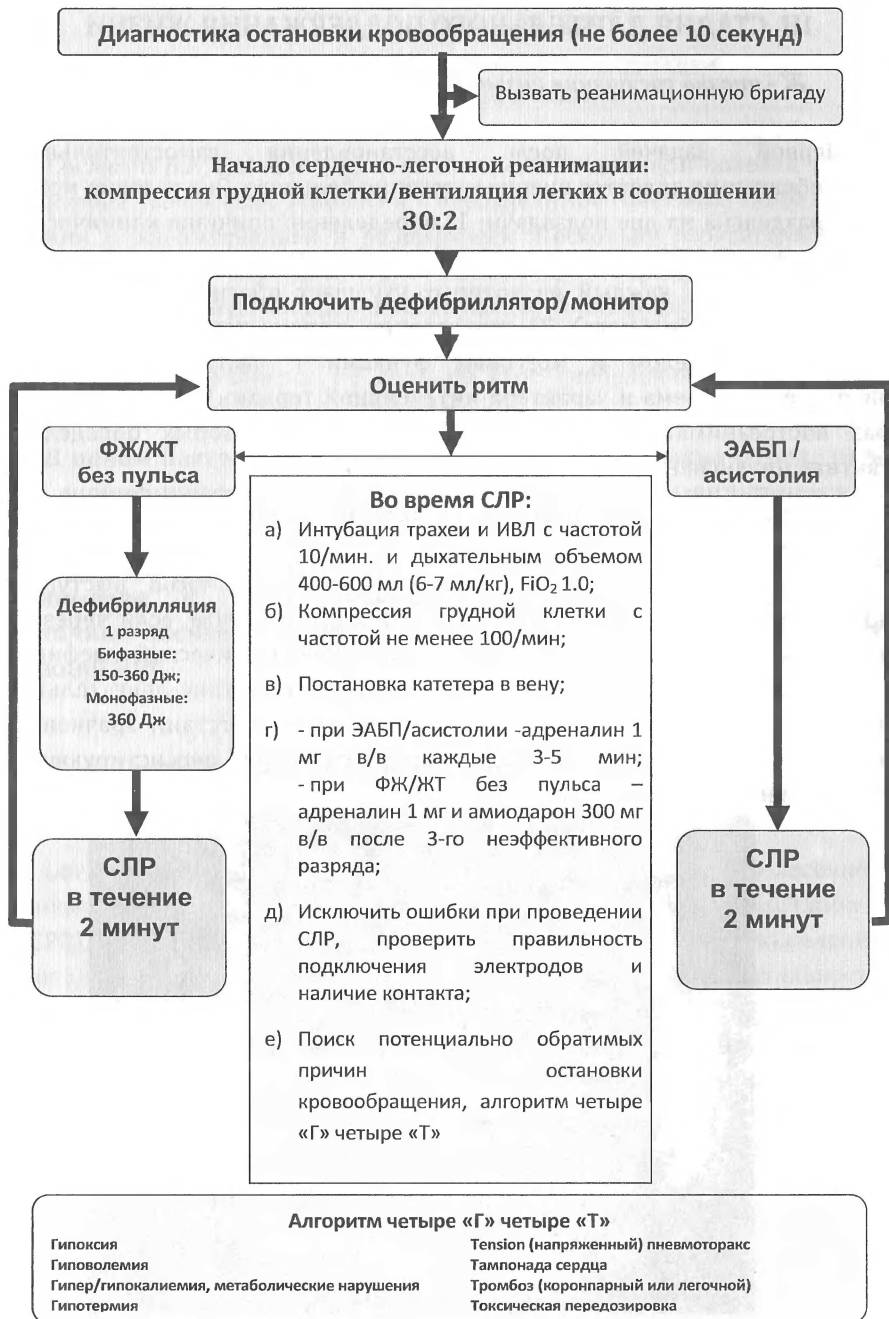 Диагностика остановки кровообращения (не более 10 секунд)
Вызвать реанимационную бригаду
Начало сердечно-легочной реанимации:
компрессия грудной клетки/вентиляция легких в соотношении
30:2
Подключить дефибриллятор/монитор
Оценить ритм
ФЖ/ЖТ
без пульса
ЭАБП /
асистолия
Дефибрилляция
1 разряд
Бифазные:
150-360 Дж;
Монофазные:
360 Дж
СЛР
в течение
2 минут
Во время СЛР:
а) Интубация трахеи и ИВЛ с частотой
10/мин. и дыхательным объемом
400-600 мл (6-7 мл/кг), FiO₂ 1.0;
б) Компрессия грудной клетки с
частотой не менее 100/мин;
в) Постановка катетера в вену;
г) - при ЭАБП/асистолии -адреналин 1
мг в/в каждые 3-5 мин;
- при ФЖ/ЖТ без пульса –
адреналин 1 мг и амиодарон 300 мг
в/в после 3-го неэффективного
разряда;
д) Исключить ошибки при проведении
СЛР, проверить правильность
подключения электродов и
наличие контакта;
е) Поиск потенциально обратимых
причин остановки
кровообращения, алгоритм четыре
«Г» четыре «Т»
СЛР
в течение
2 минут
Алгоритм четыре «Г» четыре «Т»
Гипоксия
Гиповолемия
Гипер/гипокалиемия, метаболические нарушения
Гипотермия
Tension (напряженный) пневмоторакс
Тампонада сердца
Тромбоз (коронпарный или легочной)
Токсическая передозировка